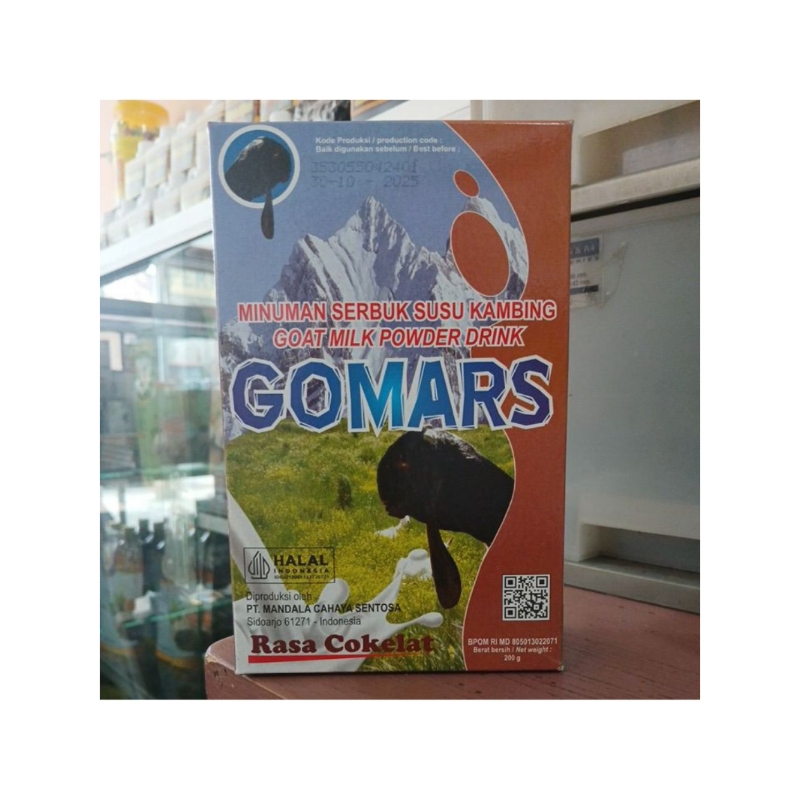 Kode Produksi / production code :
Baik digunakan sebelum / Best before :
30-10 - 2025
MINUMAN SERBUK SUSU KAMBING
GOAT MILK POWDER DRINK
GOMARS
HALAL
INDONESIA
Diproduksi oleh :
PT. MANDALA CAHAYA SENTOSA
Sidoarjo 61271 - Indonesia
Rasa Cokelat
BPOM RI MD 805013022071
Berat bersih / Net weight :
200 g